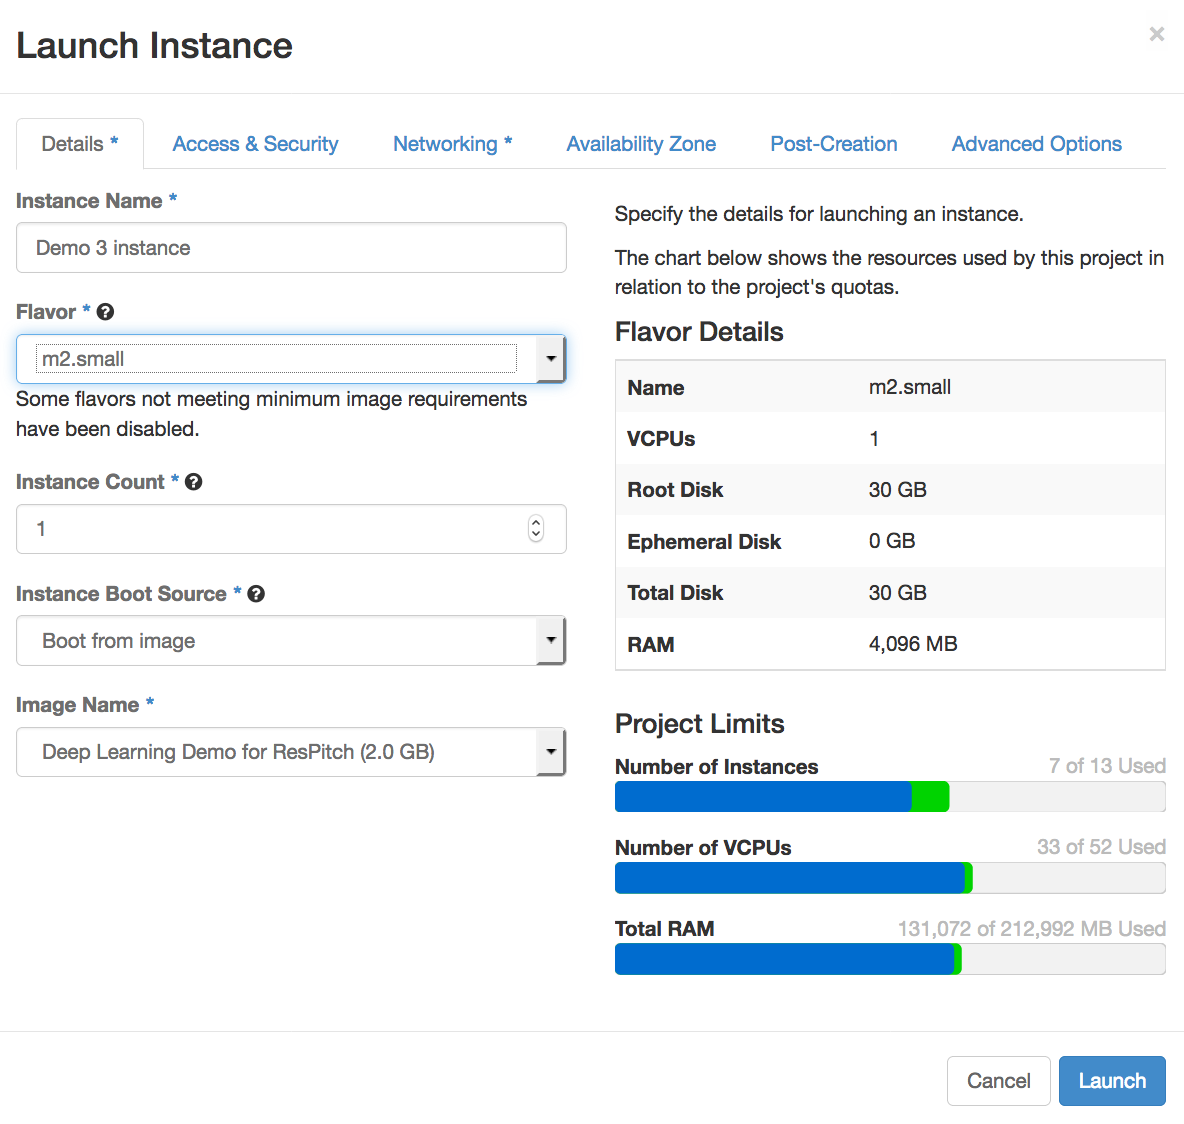 Launch Instance
×
Details *
Access & Security
Networking *
Availability Zone
Post-Creation
Advanced Options
Instance Name *
Demo 3 instance
Flavor * ?
m2.small
Some flavors not meeting minimum image requirements
have been disabled.
Instance Count * ?
1
Instance Boot Source * ?
Boot from image
Image Name *
Deep Learning Demo for ResPitch (2.0 GB)
Specify the details for launching an instance.
The chart below shows the resources used by this project in
relation to the project's quotas.
Flavor Details
Name m2.small
VCPUs 1
Root Disk 30 GB
Ephemeral Disk 0 GB
Total Disk 30 GB
RAM 4,096 MB
Project Limits
Number of Instances 7 of 13 Used
Number of VCPUs 33 of 52 Used
Total RAM 131,072 of 212,992 MB Used
Cancel
Launch